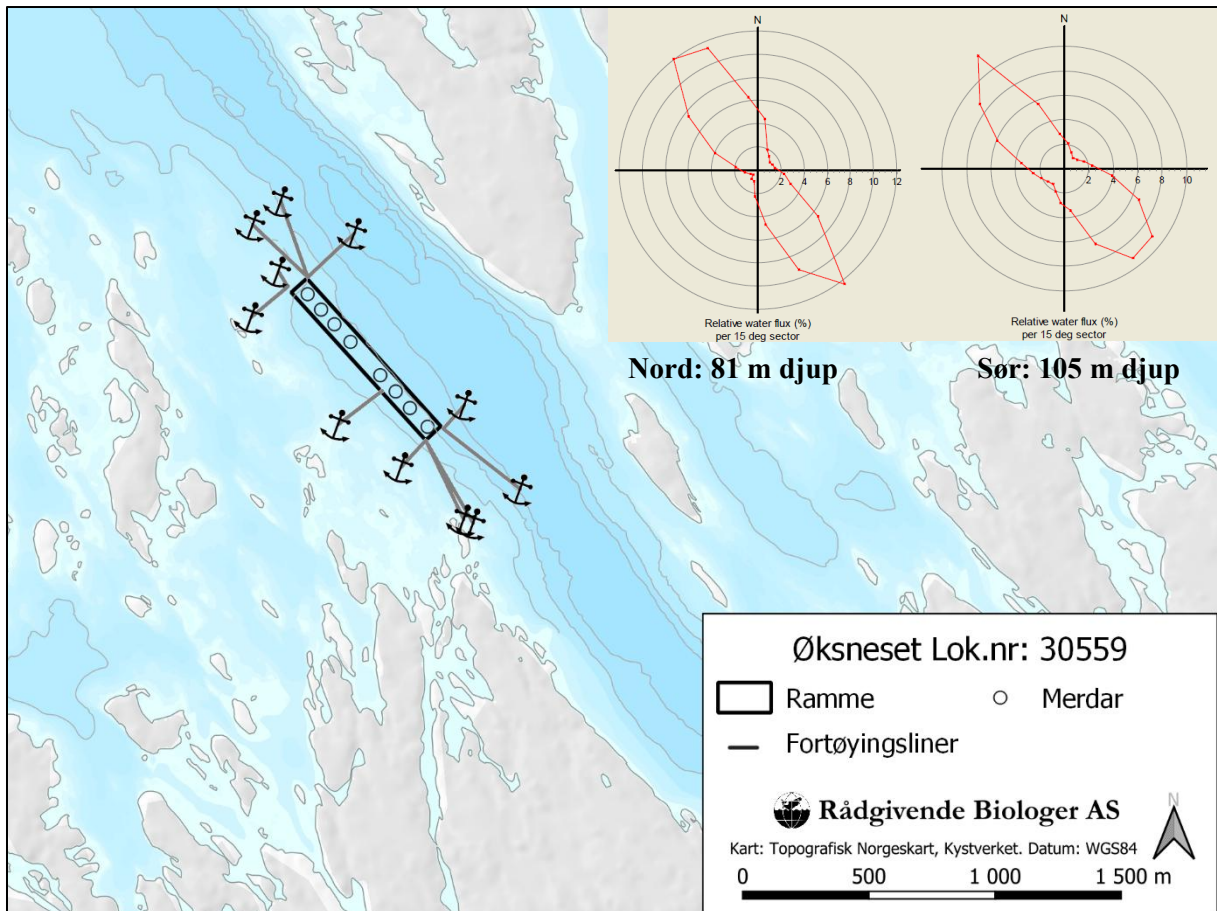 N
2 4 6 8 10 12
Relative water flux (%)
per 15 deg sector
Nord: 81 m djup
N
2 4 6 8 10
Relative water flux (%)
per 15 deg sector
Sør: 105 m djup
Øksneset Lok.nr: 30559
Ramme
Merdar
Fortøyingsliner
Rådgivende Biologer AS
N
Kart: Topografisk Norgeskart, Kystverket. Datum: WGS84
0 500 1 000 1 500 m